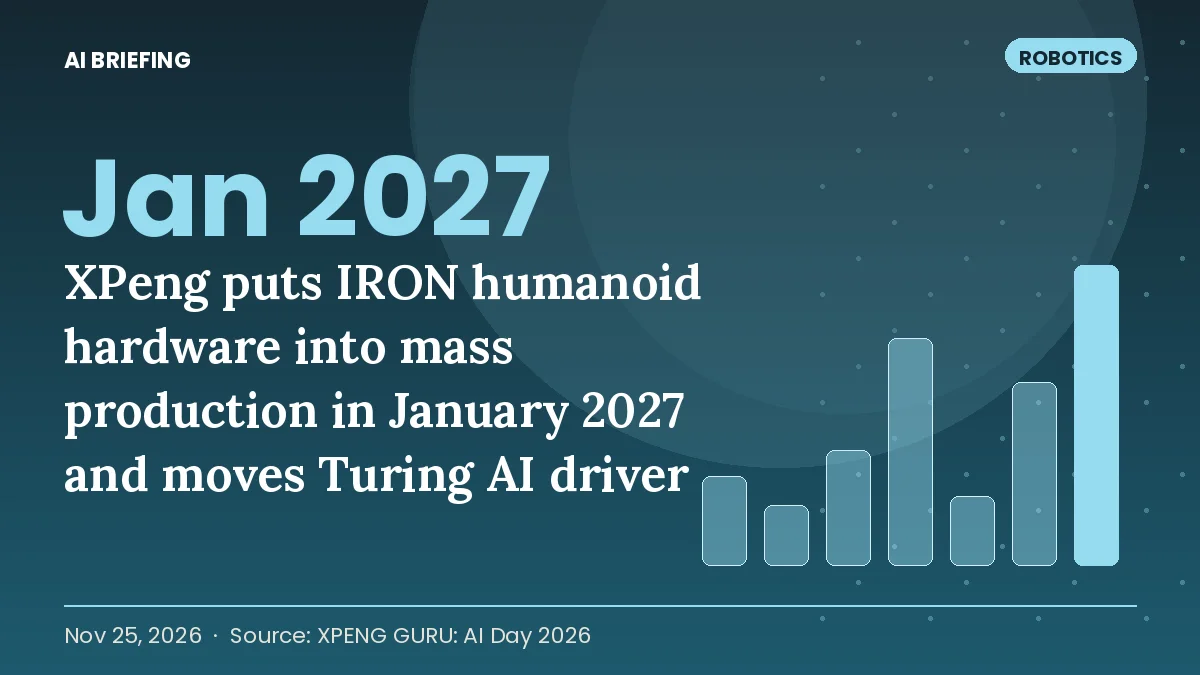 AI BRIEFING
ROBOTICS
Jan 2027
XPeng puts IRON humanoid
hardware into mass
production in January 2027
and moves Turing AI driver
Nov 25, 2026 · Source: XPENG GURU: AI Day 2026